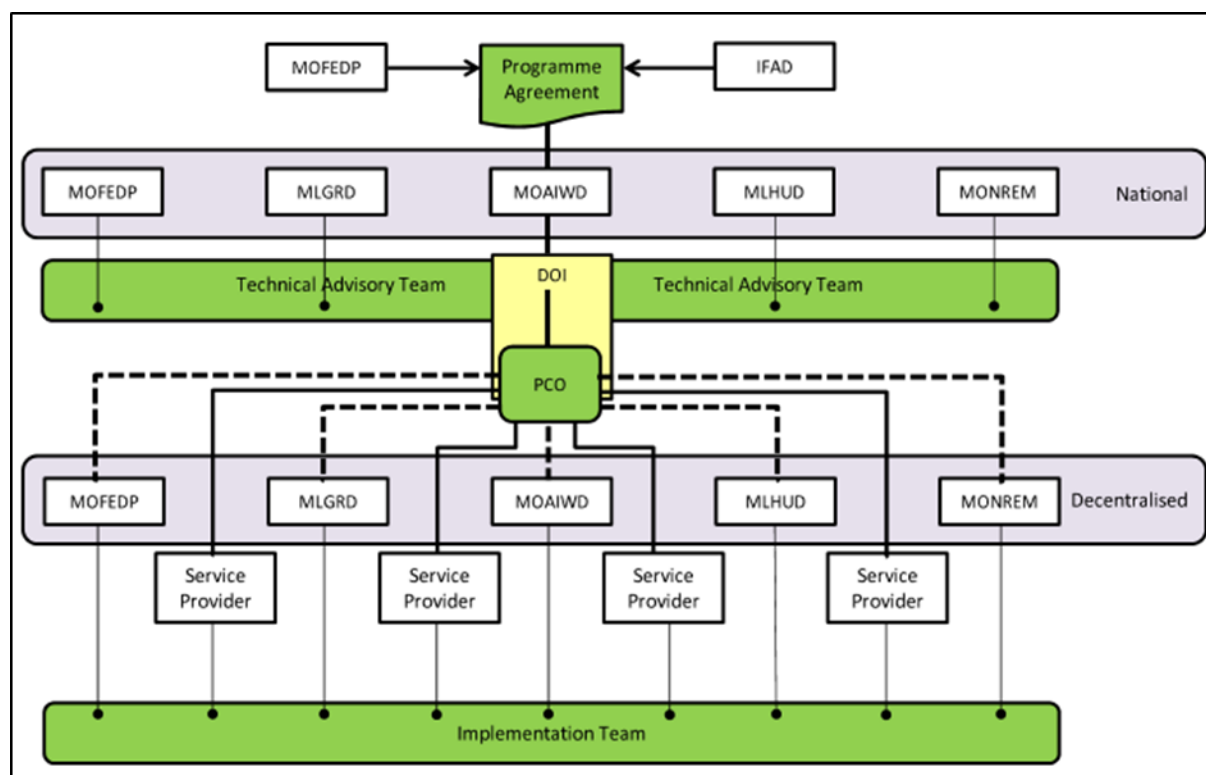 MOFEDP
Programme
Agreement
IFAD
MOFEDP
MLGRD
MOAIWD
MLHUD
MONREM
National
Technical Advisory Team
DOI
Technical Advisory Team
PCO
MOFEDP
MLGRD
MOAIWD
MLHUD
MONREM
Decentralised
Service
Provider
Service
Provider
Service
Provider
Service
Provider
Implementation Team